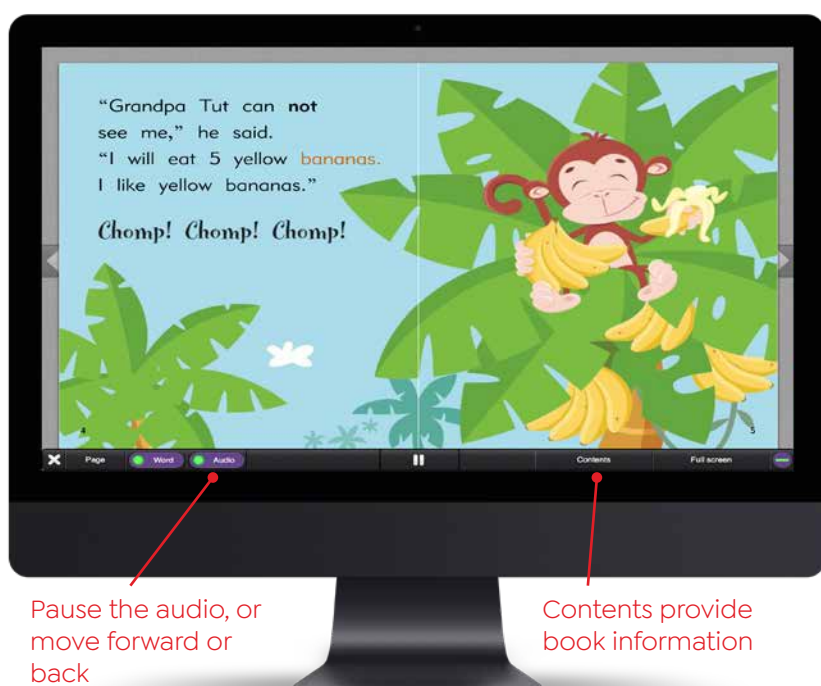 “Grandpa Tut can not
see me,” he said.
“I will eat 5 yellow bananas.
I like yellow bananas.”
Chomp! Chomp! Chomp!
4
5
Page
Word
Audio
Contents
Full screen
Pause the audio, or
move forward or
back
Contents provide
book information